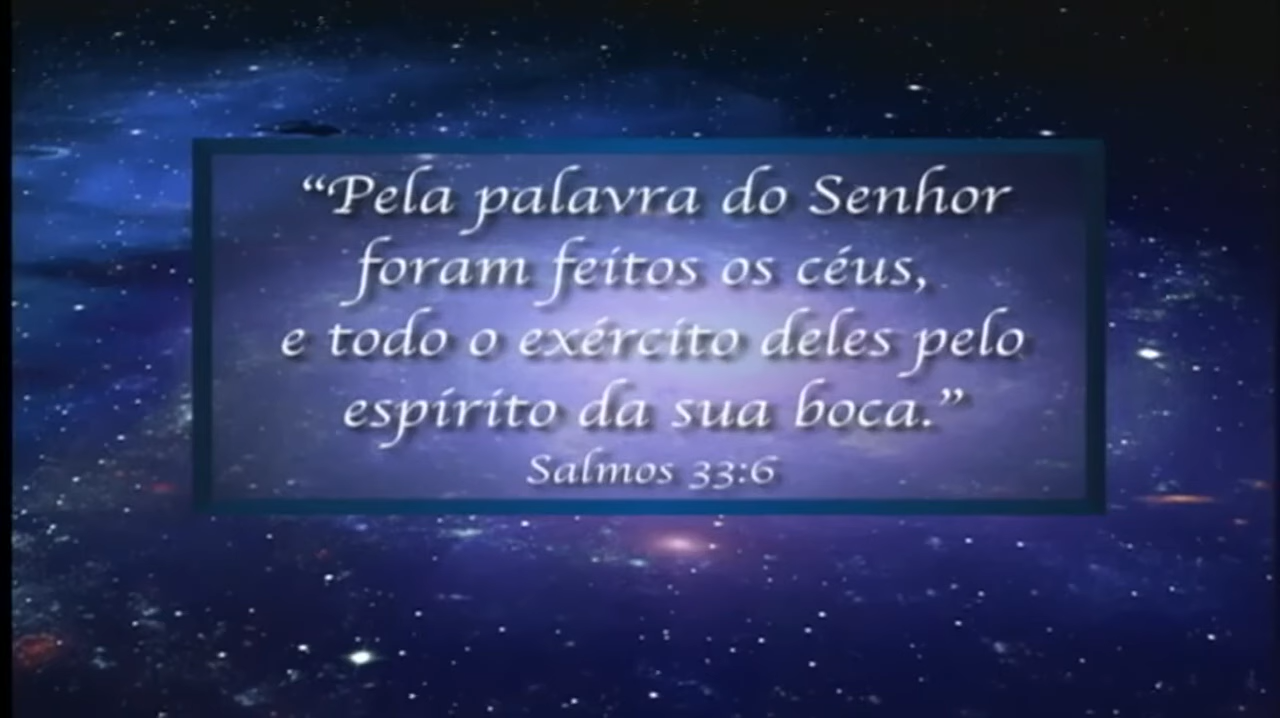 “Pela palavra do Senhor
foram feitos os céus,
e todo o exército deles pelo
espírito da sua boca.”
Salmos 33:6